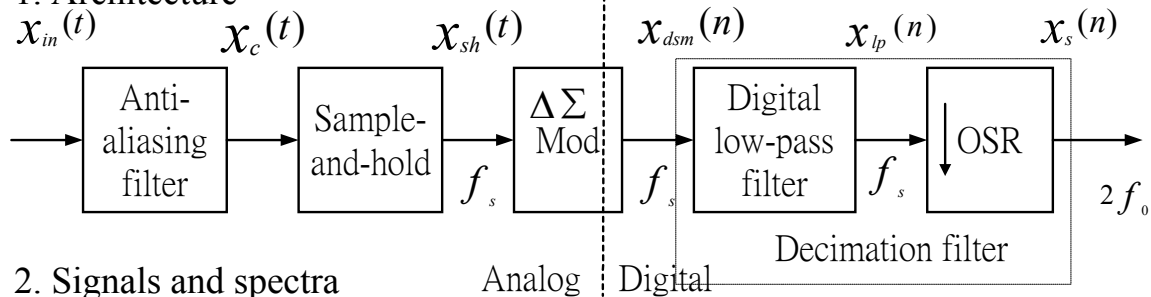 1. Architecture
x_in(t) x_c(t) x_sh(t) x_dsm(n) x_lp(n) x_s(n)
Anti-
aliasing
filter
Sample-
and-hold
ΔΣ
Mod
Digital
low-pass
filter
↓ OSR
f_s f_s f_s 2f_0
Decimation filter
2. Signals and spectra
Analog Digital